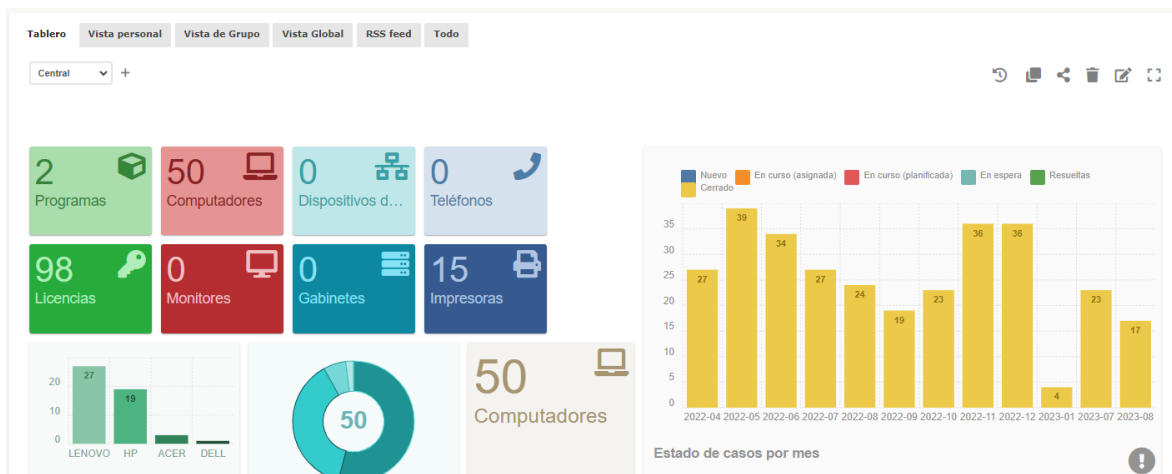 Tablero Vista personal Vista de Grupo Vista Global RSS feed Todo
Central
2
Programas
50
Computadores
0
Dispositivos d...
0
Teléfonos
98
Licencias
0
Monitores
0
Gabinetes
15
Impresoras
20
10
0
27
19
LENOVO HP ACER DELL
50
50
Computadores
Nuevo En curso (asignada) En curso (planificada) En espera Resueltas
Cerrado
35
30
25
20
15
10
5
0
27 39 34 27 24 19 23 36 36 4 23 17
2022-04 2022-05 2022-06 2022-07 2022-08 2022-09 2022-10 2022-11 2022-12 2023-01 2023-07 2023-08
Estado de casos por mes